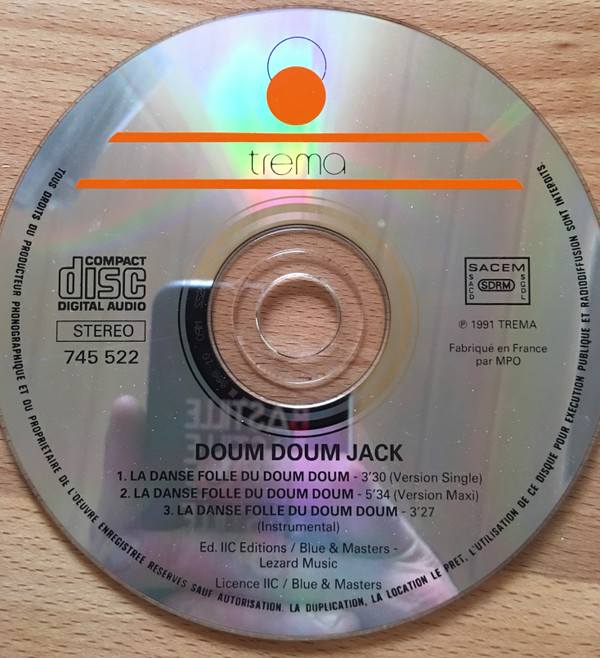 trema
COMPACT
disc
DIGITAL AUDIO
STEREO
745 522
SACEM
SACD
SDRM
SGDL
℗ 1991 TREMA
Fabriqué en France
par MPO
DOUM DOUM JACK
1. LA DANSE FOLLE DU DOUM DOUM - 3'30 (Version Single)
2. LA DANSE FOLLE DU DOUM DOUM - 5'34 (Version Maxi)
3. LA DANSE FOLLE DU DOUM DOUM - 3'27
(Instrumental)
Ed. IIC Editions / Blue & Masters -
Lezard Music
Licence IIC / Blue & Masters
TOUS DROITS DU PRODUCTEUR PHONOGRAPHIQUE ET DU PROPRIETAIRE DE L'OEUVRE ENREGISTREE RESERVES SAUF AUTORISATION, LA DUPLICATION, LA LOCATION LE PRET, L'UTILISATION DE CE DISQUE POUR EXECUTION PUBLIQUE ET RADIODIFFUSION SONT INTERDITS.